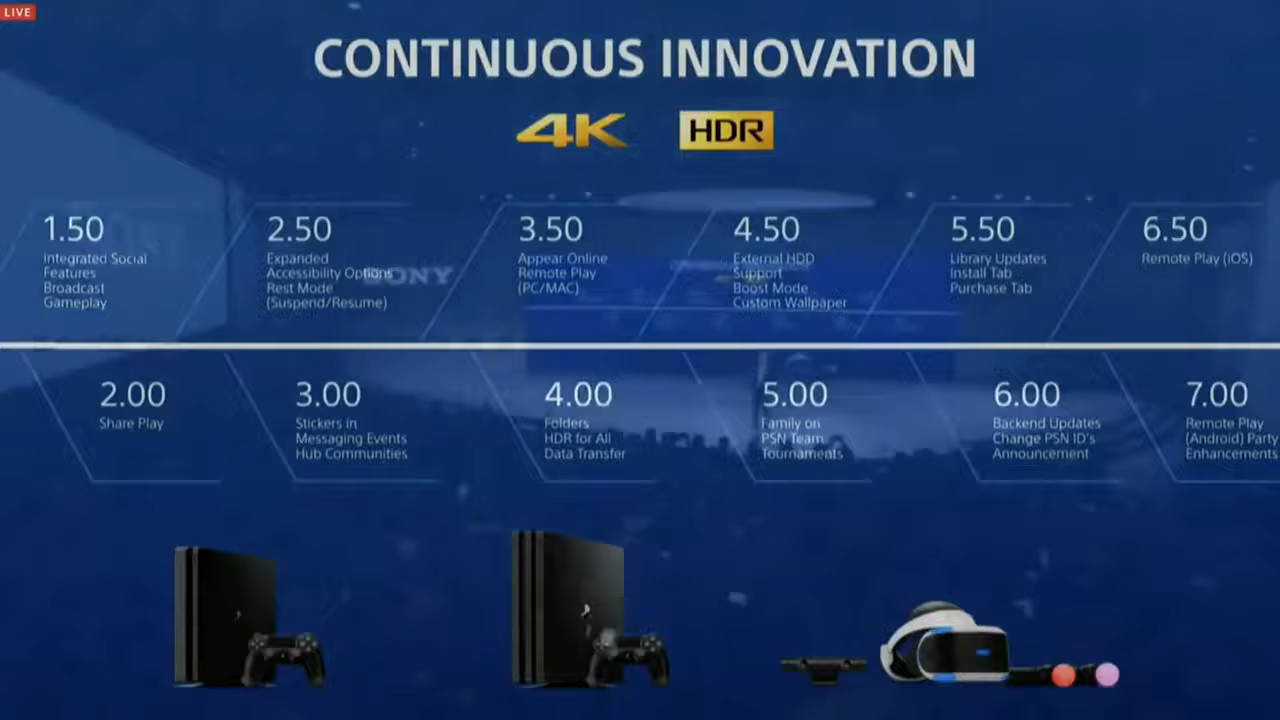 LIVE
CONTINUOUS INNOVATION
4K HDR
1.50
Integrated Social
Features
Broadcast
Gameplay
2.50
Expanded
Accessibility Options
Rest Mode
(Suspend/Resume)
3.50
Appear Online
Remote Play
(PC/MAC)
4.50
External HDD
Support
Boost Mode
Custom Wallpaper
5.50
Library Updates
Install Tab
Purchase Tab
6.50
Remote Play (iOS)
SONY
2.00
Share Play
3.00
Stickers in
Messaging Events
Hub Communities
4.00
Folders
HDR for All
Data Transfer
5.00
Family on
PSN Team
Tournaments
6.00
Backend Updates
Change PSN ID's
Announcement
7.00
Remote Play
(Android) Party
Enhancements